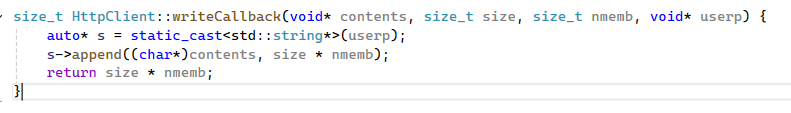 size_t HttpClient::writeCallback(void* contents, size_t size, size_t nmemb, void* userp) {
    auto* s = static_cast<std::string*>(userp);
    s->append((char*)contents, size * nmemb);
    return size * nmemb;
}